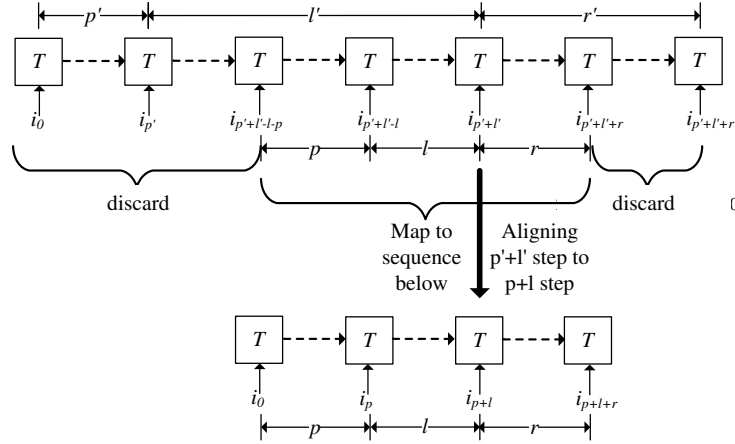 p' l' r'
T T T T T T T
i0 ip' ip'+l'-l-p ip'+l'-l ip'+l' ip'+l'+r ip'+l'+r'
p l r
discard discard
Map to
sequence
below
Aligning
p'+l' step to
p+l step
T T T T
i0 ip ip+l ip+l+r
p l r